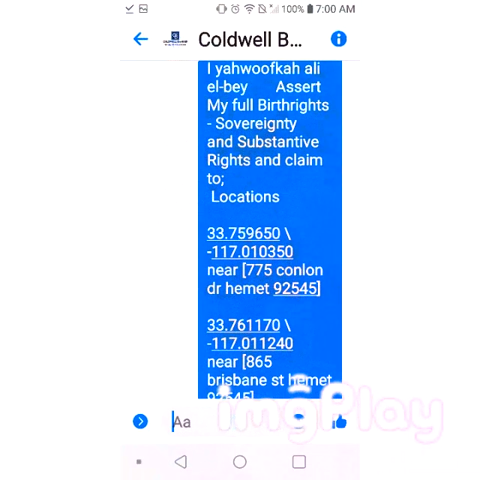 100% 7:00 AM
Coldwell B...
I yahwoofkah ali
el-bey Assert
My full Birthrights
- Sovereignty
and Substantive
Rights and claim
to;
Locations
33.759650 \
-117.010350
near [775 conlon
dr hemet 92545]
33.761170 \
-117.011240
near [865
brisbane st hemet
92545]
Aa
imgPlay